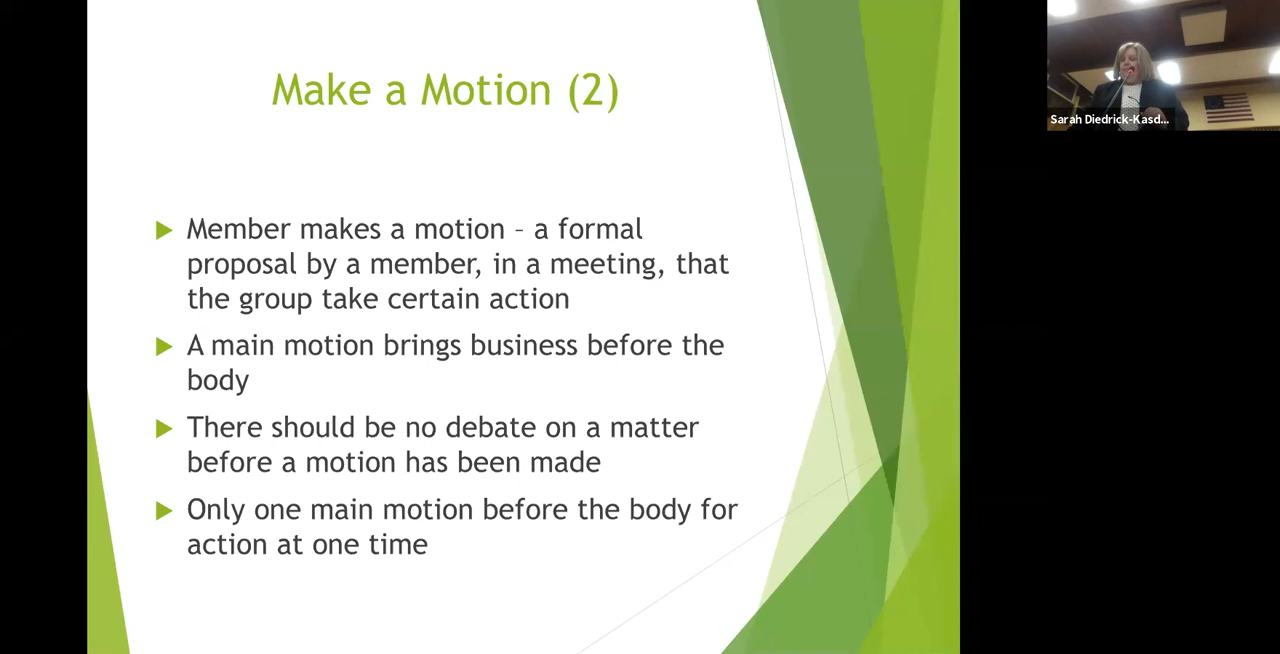 Make a Motion (2)
Member makes a motion – a formal
proposal by a member, in a meeting, that
the group take certain action
A main motion brings business before the
body
There should be no debate on a matter
before a motion has been made
Only one main motion before the body for
action at one time
Sarah Diedrick-Kasd...